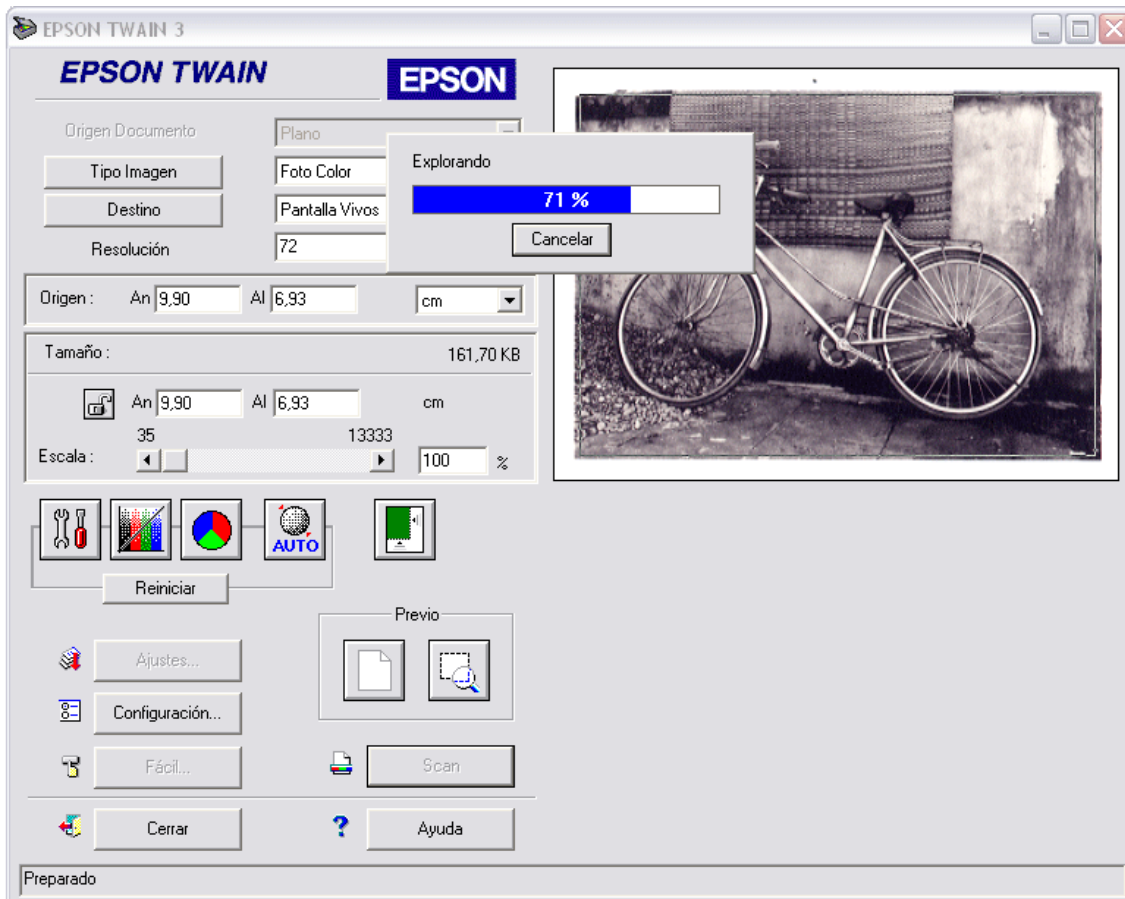 EPSON TWAIN 3
EPSON TWAIN
EPSON
Origen Documento
Plano
Tipo Imagen
Foto Color
Destino
Pantalla Vivos
Resolución
72
Explorando
71 %
Cancelar
Origen : An 9,90 Al 6,93 cm
Tamaño : 161,70 KB
An 9,90 Al 6,93 cm
35 13333
Escala : 100 %
AUTO
Reiniciar
Previo
Ajustes...
Configuración...
Fácil...
Scan
Cerrar
? Ayuda
Preparado